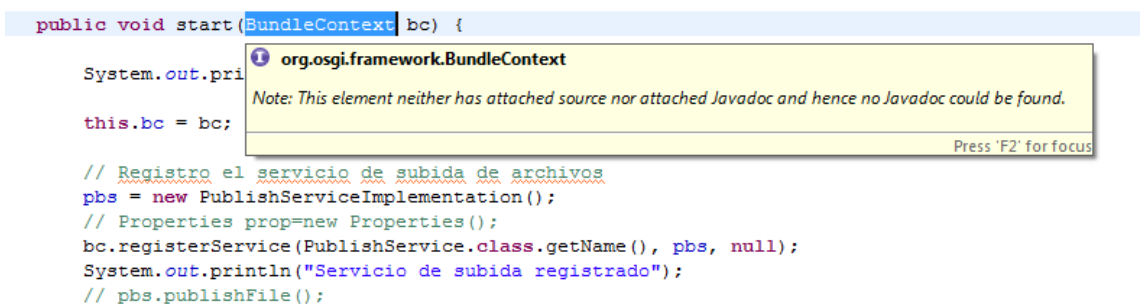 public void start(BundleContext bc) {
org.osgi.framework.BundleContext
System.out.pri
Note: This element neither has attached source nor attached Javadoc and hence no Javadoc could be found.
this.bc = bc;
Press 'F2' for focus
// Registro el servicio de subida de archivos
pbs = new PublishServiceImplementation();
// Properties prop=new Properties();
bc.registerService(PublishService.class.getName(), pbs, null);
System.out.println("Servicio de subida registrado");
// pbs.publishFile();